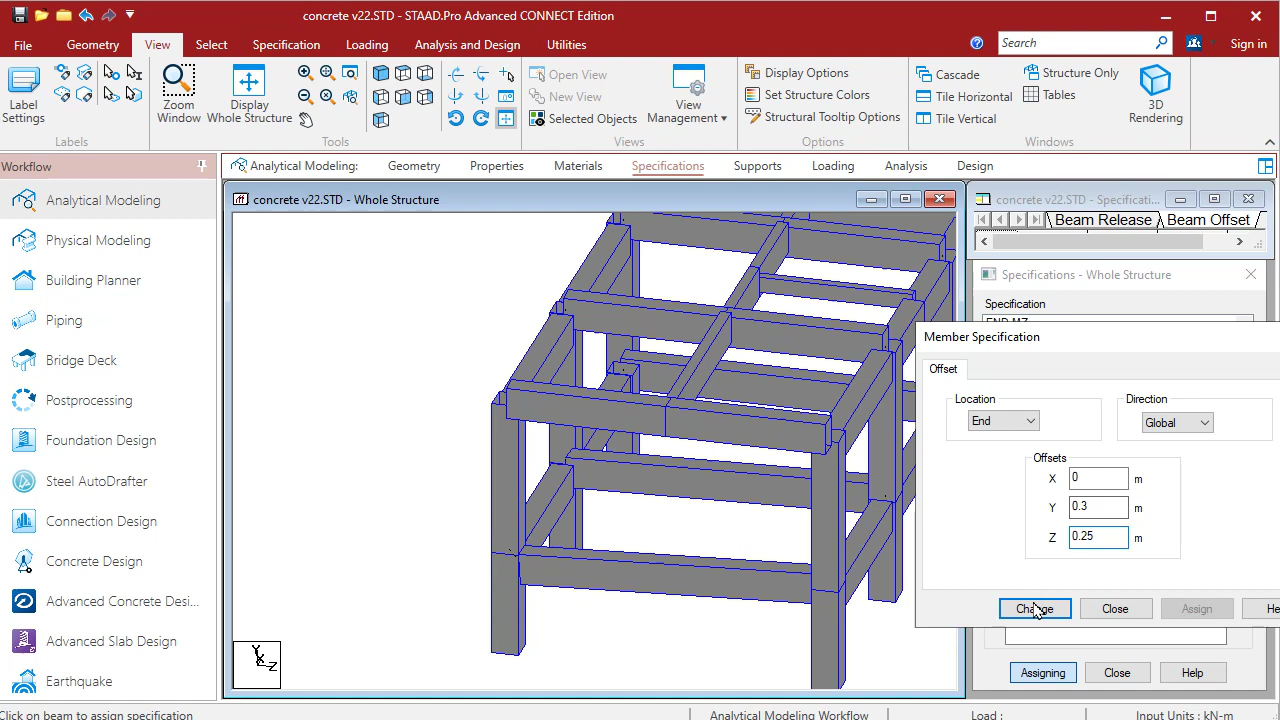 concrete v22.STD - STAAD.Pro Advanced CONNECT Edition
File
Geometry
View
Select
Specification
Loading
Analysis and Design
Utilities
Search
Sign in
Label Settings
Labels
Zoom Window
Display Whole Structure
Tools
Open View
New View
Selected Objects
View Management
Views
Display Options
Set Structure Colors
Structural Tooltip Options
Options
Cascade
Tile Horizontal
Tile Vertical
Structure Only
Tables
Windows
3D Rendering
Workflow
Analytical Modeling:
Geometry
Properties
Materials
Specifications
Supports
Loading
Analysis
Design
Analytical Modeling
Physical Modeling
Building Planner
Piping
Bridge Deck
Postprocessing
Foundation Design
Steel AutoDrafter
Connection Design
Concrete Design
Advanced Concrete Desi...
Advanced Slab Design
Earthquake
concrete v22.STD - Whole Structure
Y
X
Z
concrete v22.STD - Specificati...
Beam Release
Beam Offset
Specifications - Whole Structure
Specification
Member Specification
Offset
Location
End
Direction
Global
Offsets
X 0 m
Y 0.3 m
Z 0.25 m
Change
Close
Assign
He
Assigning
Close
Help
Click on beam to assign specification
Analytical Modeling Workflow
Load :
Input Units : kN-m